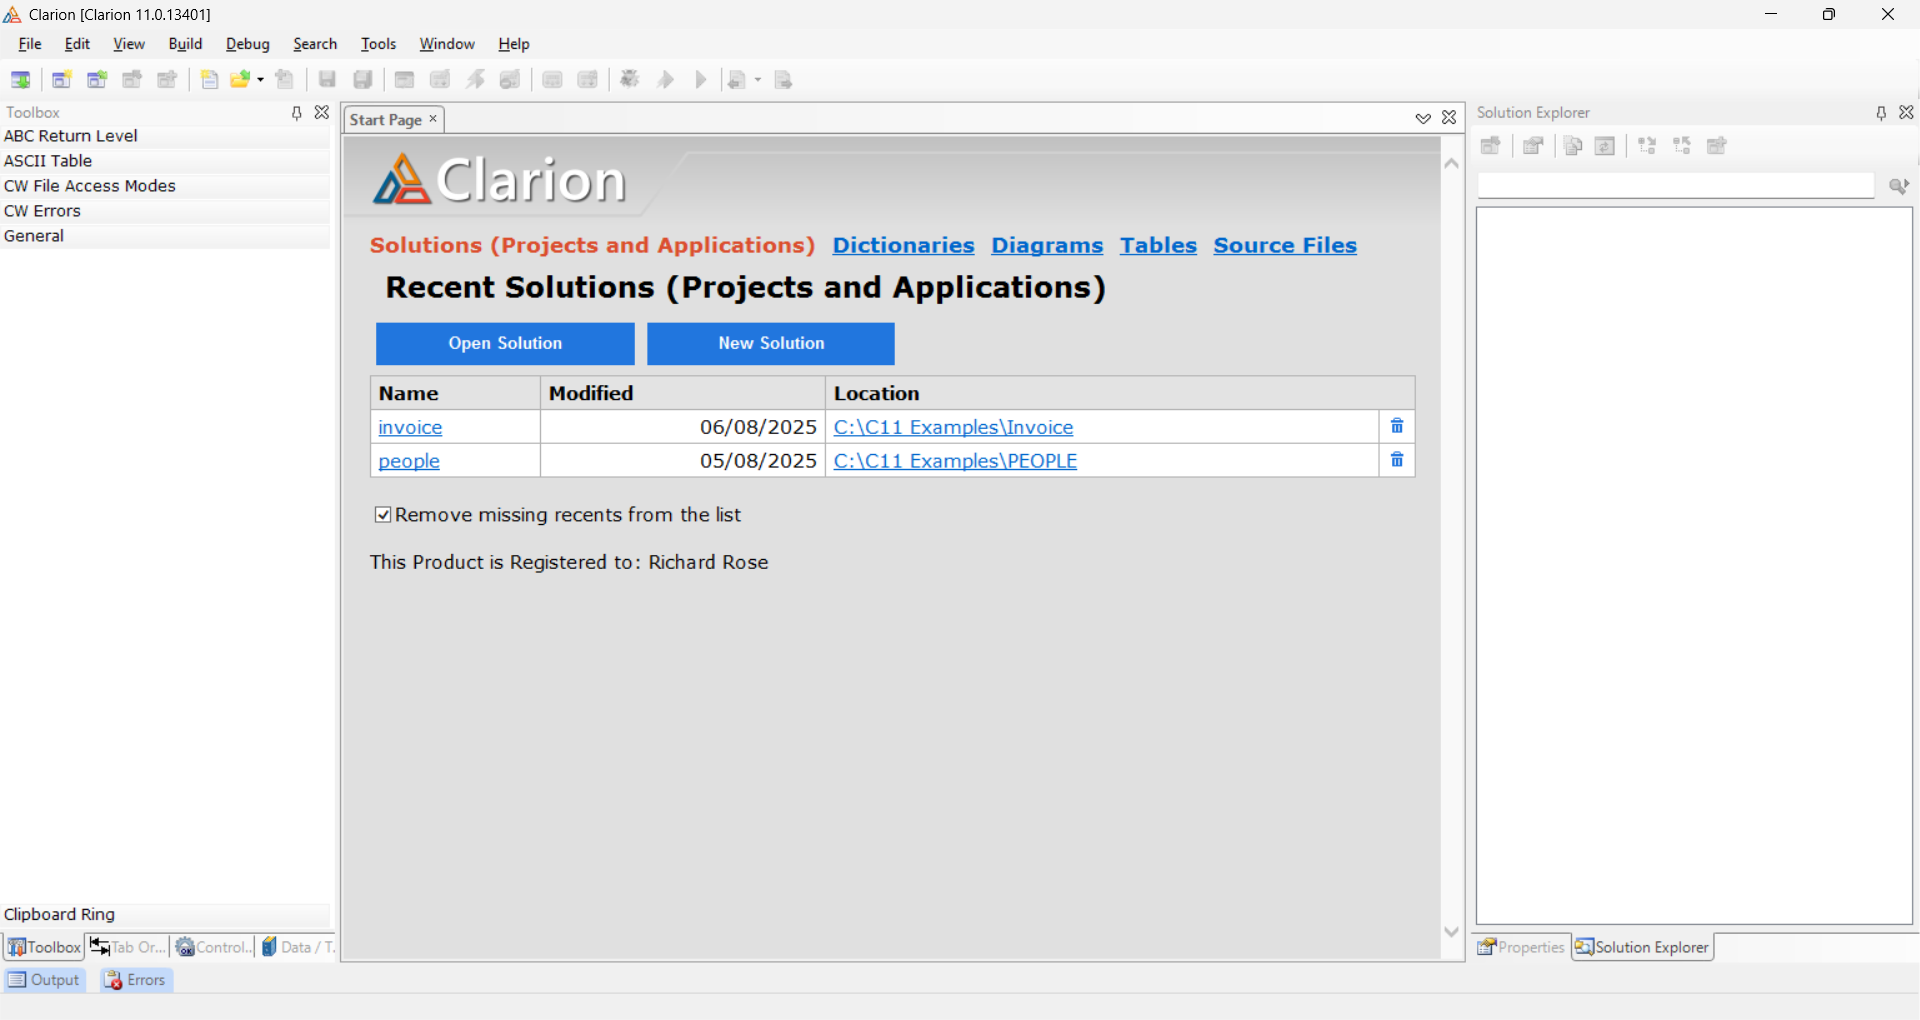 Clarion [Clarion 11.0.13401]
File Edit View Build Debug Search Tools Window Help
Toolbox
ABC Return Level
ASCII Table
CW File Access Modes
CW Errors
General
Clipboard Ring
Toolbox Tab Or... Control... Data / T.
Output Errors
Start Page
Clarion
Solutions (Projects and Applications) Dictionaries Diagrams Tables Source Files
Recent Solutions (Projects and Applications)
Open Solution New Solution
Name Modified Location
invoice 06/08/2025 C:\C11 Examples\Invoice
people 05/08/2025 C:\C11 Examples\PEOPLE
Remove missing recents from the list
This Product is Registered to: Richard Rose
Solution Explorer
Properties Solution Explorer